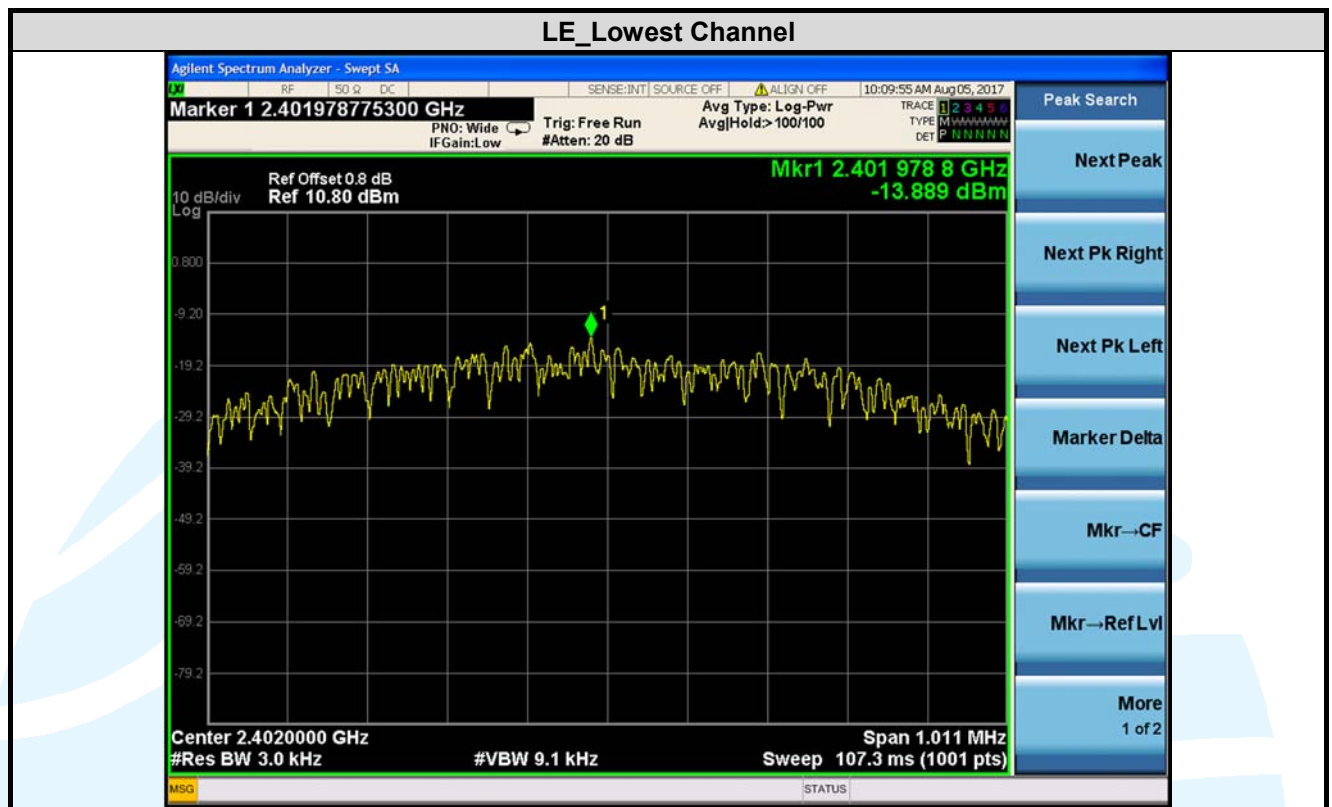 LE_Lowest Channel
Agilent Spectrum Analyzer - Swept SA
LXI RF 50 Ω DC SENSE:INT SOURCE OFF ALIGN OFF 10:09:55 AM Aug 05, 2017
Marker 1 2.401978775300 GHz
PNO: Wide
IFGain:Low
Trig: Free Run
#Atten: 20 dB
Avg Type: Log-Pwr
Avg|Hold:> 100/100
TRACE 1 2 3 4 5 6
TYPE M WWWWW
DET P N N N N N
Peak Search
Next Peak
Next Pk Right
Next Pk Left
Marker Delta
Mkr→CF
Mkr→Ref Lvl
More
1 of 2
Mkr1 2.401 978 8 GHz
-13.889 dBm
Ref Offset 0.8 dB
10 dB/div Ref 10.80 dBm
Log
0.800
-9.20
-19.2
-29.2
-39.2
-49.2
-59.2
-69.2
-79.2
1
Center 2.4020000 GHz Span 1.011 MHz
#Res BW 3.0 kHz #VBW 9.1 kHz Sweep 107.3 ms (1001 pts)
MSG STATUS